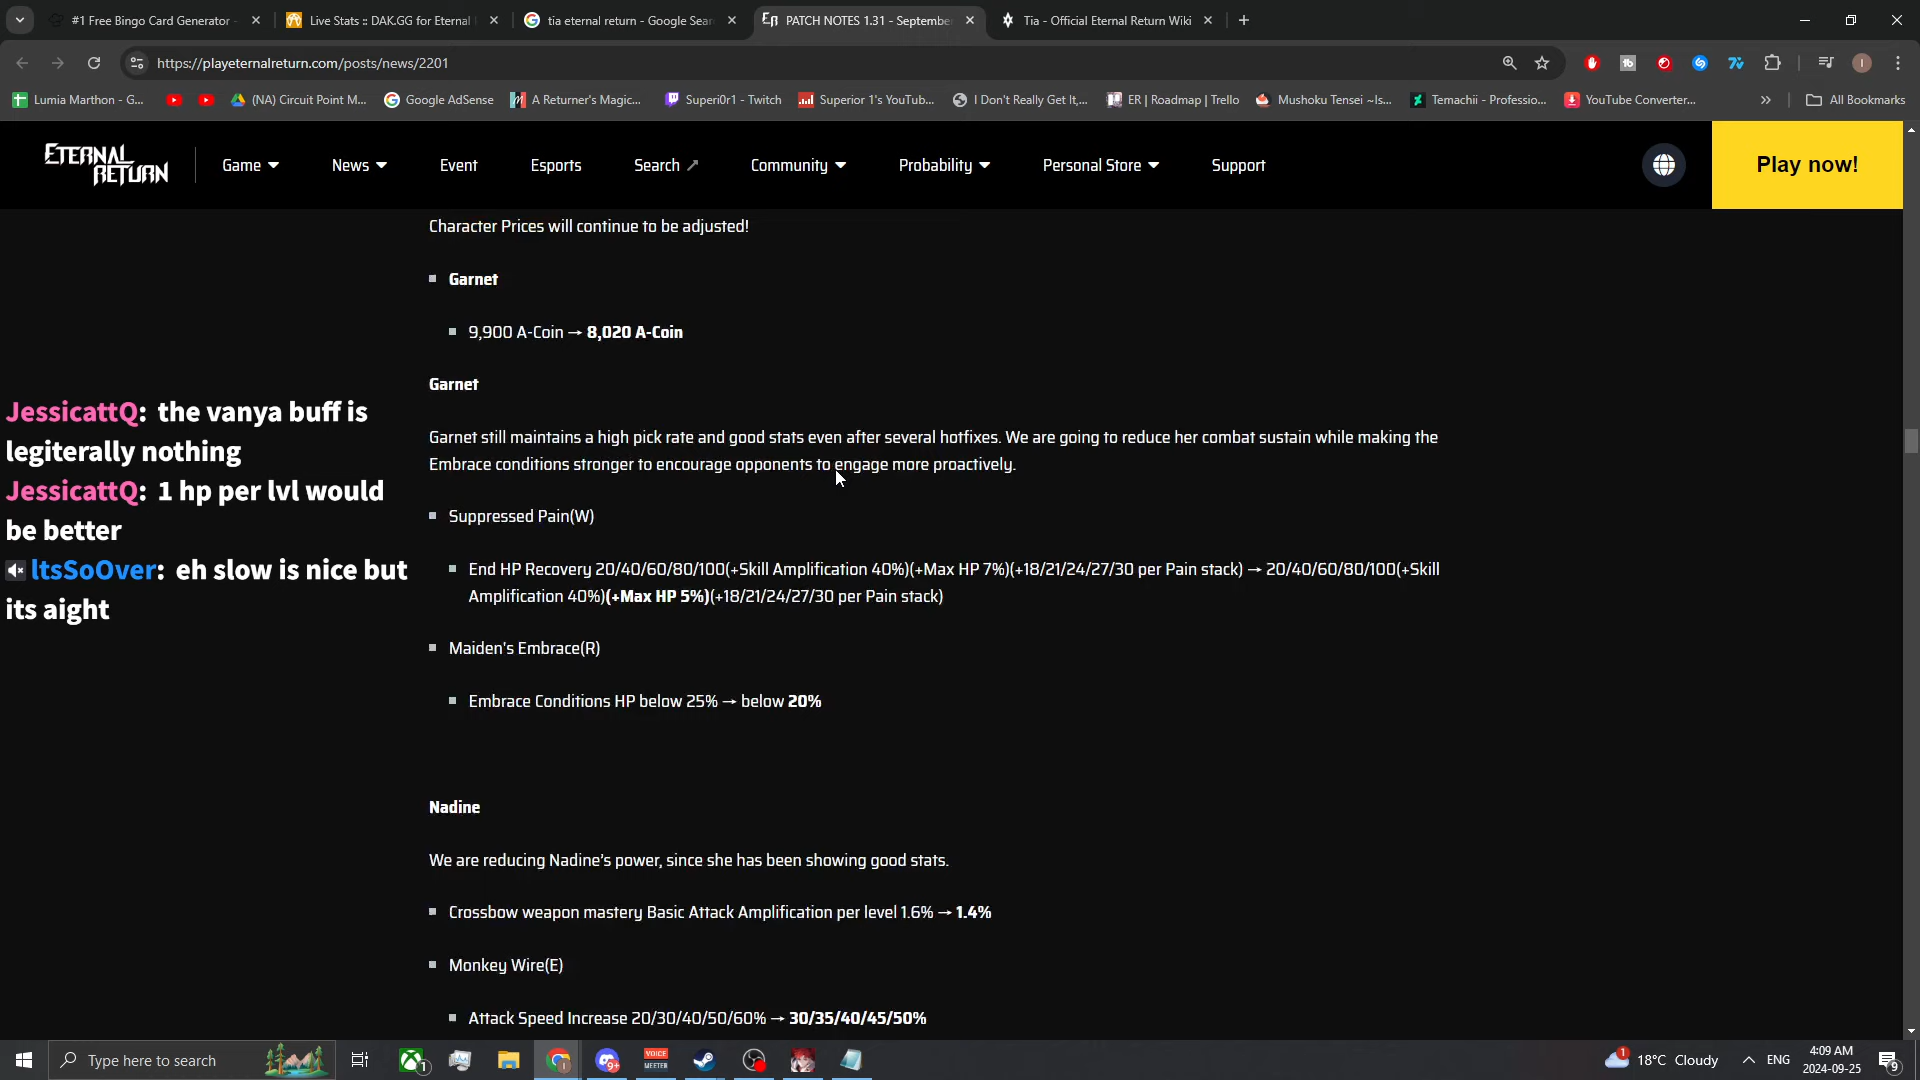 #1 Free Bingo Card Generator -
Live Stats :: DAK.GG for Eternal
tia eternal return - Google Sear
PATCH NOTES 1.31 - September
Tia - Official Eternal Return Wiki
https://playeternalreturn.com/posts/news/2201
Lumia Marthon - G...
(NA) Circuit Point M...
Google AdSense
A Returner's Magic...
Superi0r1 - Twitch
Superior 1's YouTub...
I Don't Really Get It,...
ER | Roadmap | Trello
Mushoku Tensei ~Is...
Temachii - Professio...
YouTube Converter...
All Bookmarks
ETERNAL RETURN
Game
News
Event
Esports
Search
Community
Probability
Personal Store
Support
Play now!
Character Prices will continue to be adjusted!
Garnet
9,900 A-Coin → 8,020 A-Coin
Garnet
Garnet still maintains a high pick rate and good stats even after several hotfixes. We are going to reduce her combat sustain while making the
Embrace conditions stronger to encourage opponents to engage more proactively.
Suppressed Pain(W)
End HP Recovery 20/40/60/80/100(+Skill Amplification 40%)(+Max HP 7%)(+18/21/24/27/30 per Pain stack) → 20/40/60/80/100(+Skill
Amplification 40%)(+Max HP 5%)(+18/21/24/27/30 per Pain stack)
Maiden's Embrace(R)
Embrace Conditions HP below 25% → below 20%
Nadine
We are reducing Nadine's power, since she has been showing good stats.
Crossbow weapon mastery Basic Attack Amplification per level 1.6% → 1.4%
Monkey Wire(E)
Attack Speed Increase 20/30/40/50/60% → 30/35/40/45/50%
JessicattQ: the vanya buff is
legiterally nothing
JessicattQ: 1 hp per lvl would
be better
ltsSoOver: eh slow is nice but
its aight
Type here to search
VOICE
MEETER
18°C Cloudy
ENG
4:09 AM
2024-09-25